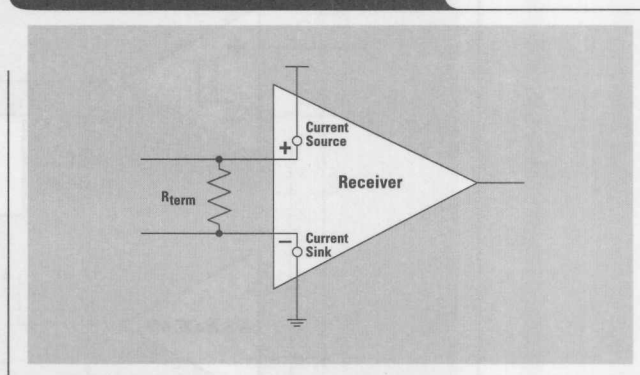 Current
+ Source
Rterm
Receiver
− Current
Sink